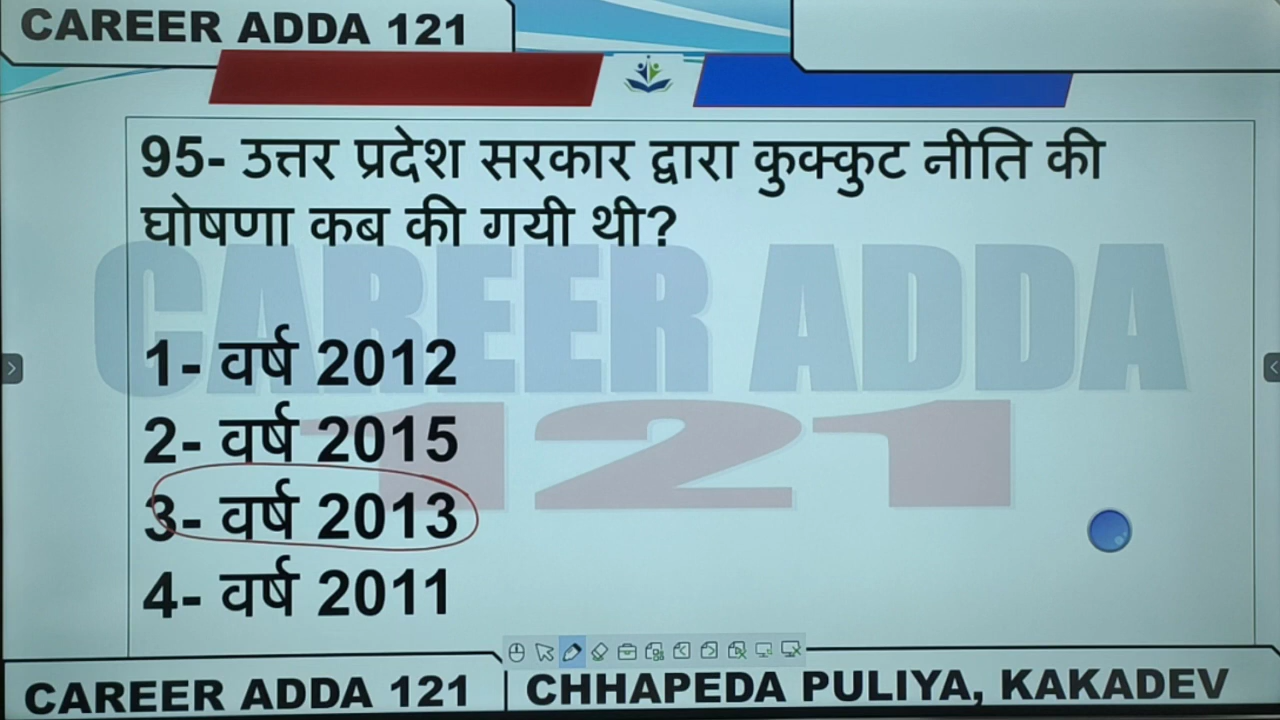 CAREER ADDA 121
95- उत्तर प्रदेश सरकार द्वारा कुक्कुट नीति की
घोषणा कब की गयी थी?
CAREER ADDA
121
1- वर्ष 2012
2- वर्ष 2015
3- वर्ष 2013
4- वर्ष 2011
CAREER ADDA 121
CHHAPEDA PULIYA, KAKADEV